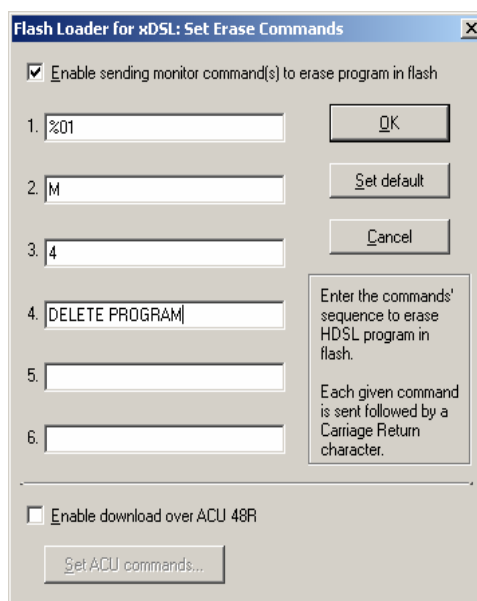 Flash Loader for xDSL: Set Erase Commands
Enable sending monitor command(s) to erase program in flash
1. %01
OK
2. M
Set default
3. 4
Cancel
4. DELETE PROGRAM
Enter the commands'
sequence to erase
HDSL program in
flash.
Each given command
is sent followed by a
Carriage Return
character.
5.
6.
Enable download over ACU 48R
Set ACU commands...